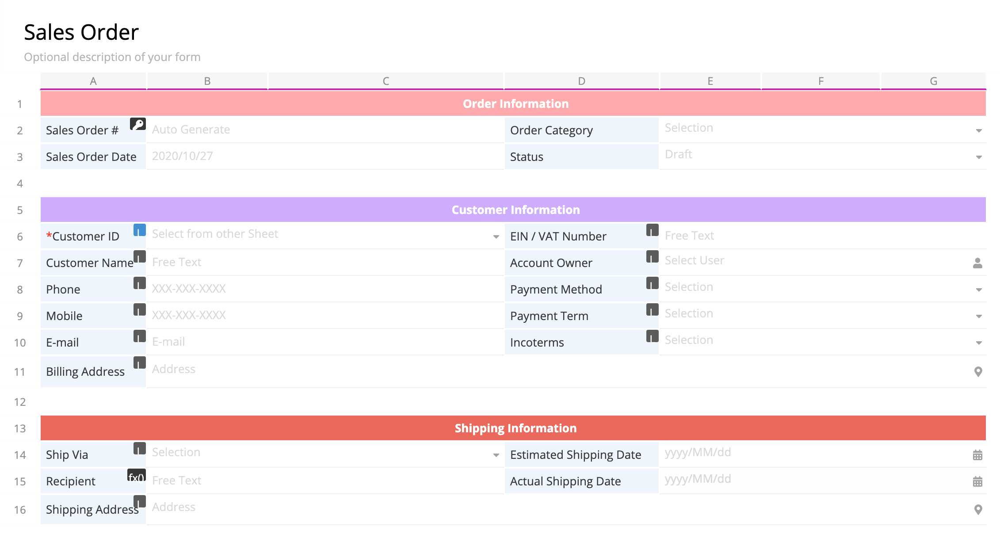 Sales Order
Optional description of your form
A B C D E F G
1 Order Information
2 Sales Order # Auto Generate Order Category Selection
3 Sales Order Date 2020/10/27 Status Draft
4
5 Customer Information
6 *Customer ID L Select from other Sheet EIN / VAT Number L Free Text
7 Customer Name L Free Text Account Owner L Select User
8 Phone L XXX-XXX-XXXX Payment Method L Selection
9 Mobile L XXX-XXX-XXXX Payment Term L Selection
10 E-mail L E-mail Incoterms L Selection
11 Billing Address L Address
12
13 Shipping Information
14 Ship Via L Selection Estimated Shipping Date yyyy/MM/dd
15 Recipient fx() Free Text Actual Shipping Date yyyy/MM/dd
16 Shipping Address L Address